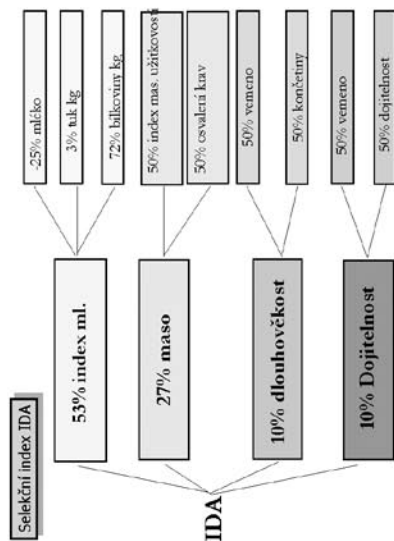 Selekční index IDA
IDA
53% index ml.
-25% mléko
3% tuk kg
72% bílkoviny kg
27% maso
50% index mas. užitkovosti
50% osvalení krav
10% dlouhověkost
50% vemeno
50% končetiny
10% Dojitelnost
50% vemeno
50% dojitelnost